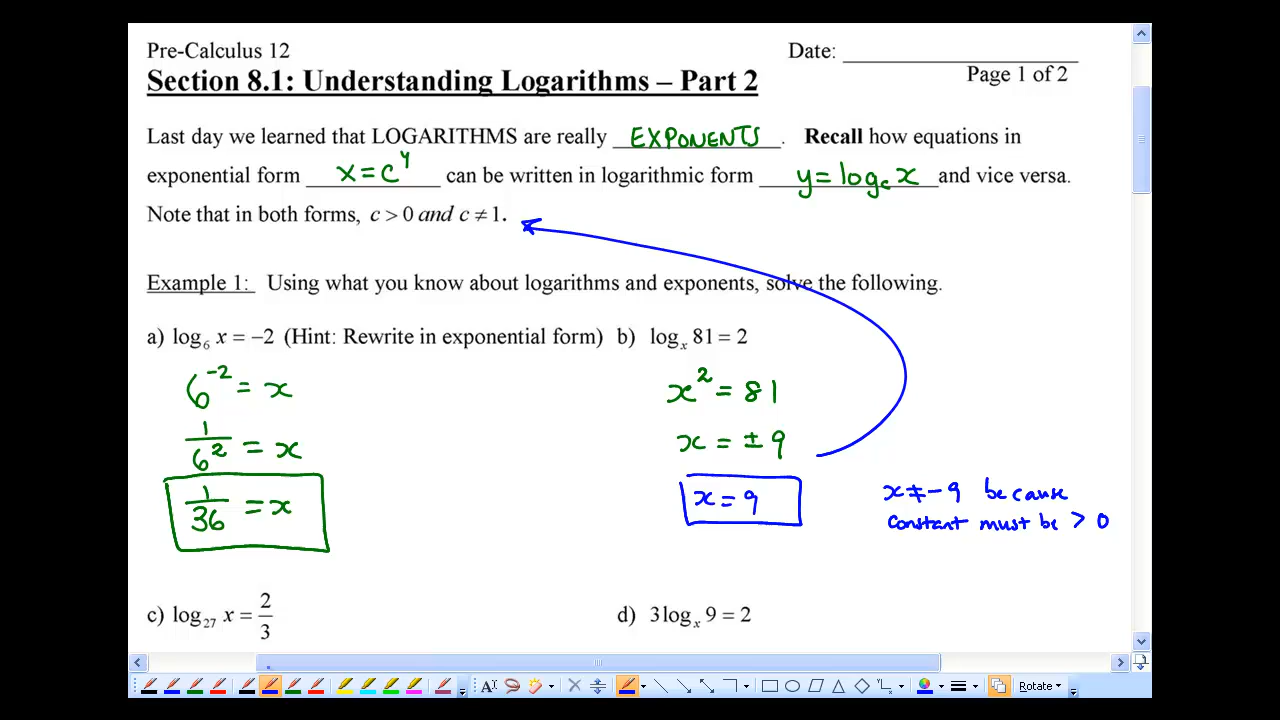 Pre-Calculus 12 Date: ____________________
Section 8.1: Understanding Logarithms – Part 2 Page 1 of 2
Last day we learned that LOGARITHMS are really EXPONENTS. Recall how equations in
exponential form x = c^y can be written in logarithmic form y = log_c x and vice versa.
Note that in both forms, c > 0 and c ≠ 1.
Example 1: Using what you know about logarithms and exponents, solve the following.
a) log_6 x = −2 (Hint: Rewrite in exponential form) b) log_x 81 = 2
6^-2 = x x^2 = 81
1/6^2 = x x = ± 9
1/36 = x x = 9 x ≠ -9 because
constant must be > 0
c) log_27 x = 2/3 d) 3log_x 9 = 2
Rotate